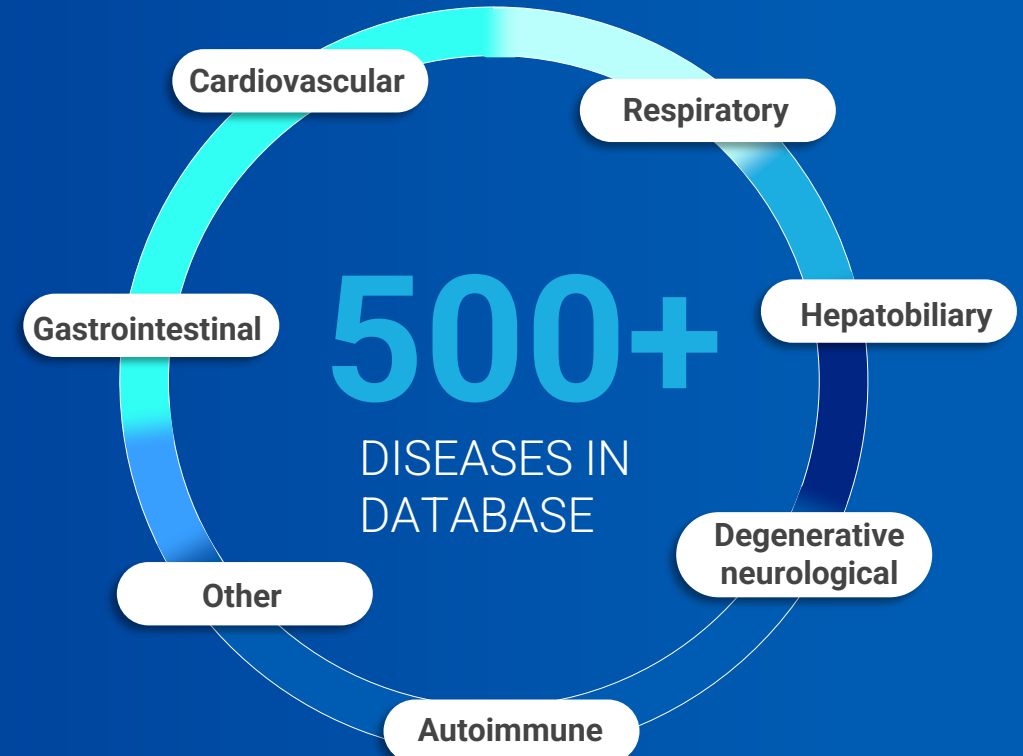 Cardiovascular
Respiratory
Gastrointestinal
Hepatobiliary
500+
DISEASES IN
DATABASE
Degenerative
neurological
Other
Autoimmune